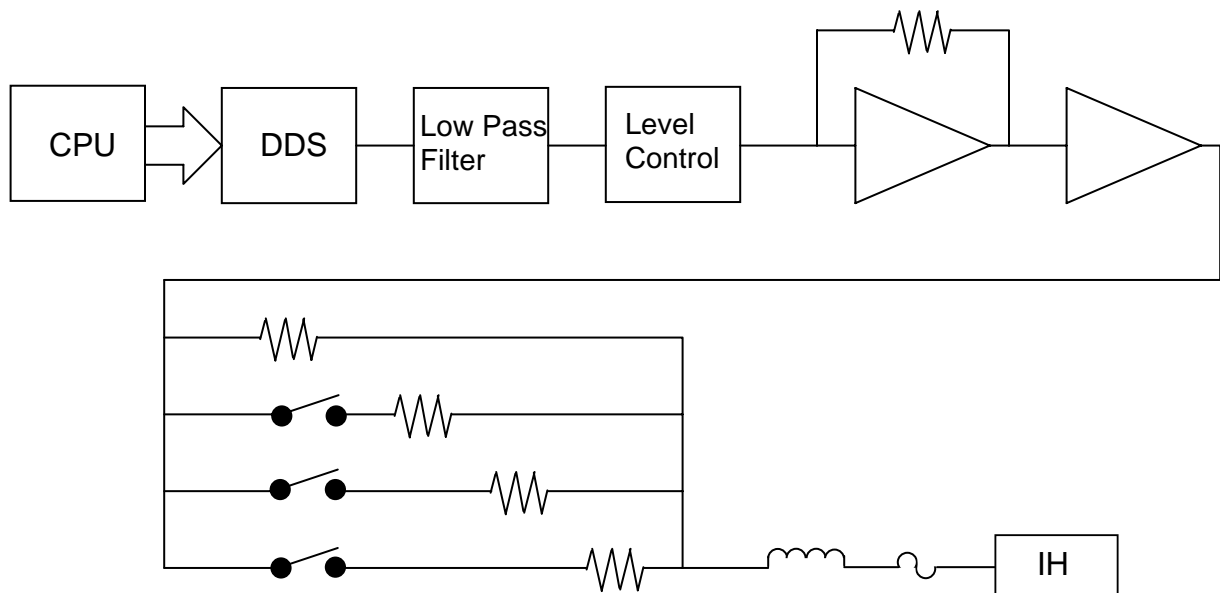 CPU
DDS
Low Pass
Filter
Level
Control
IH